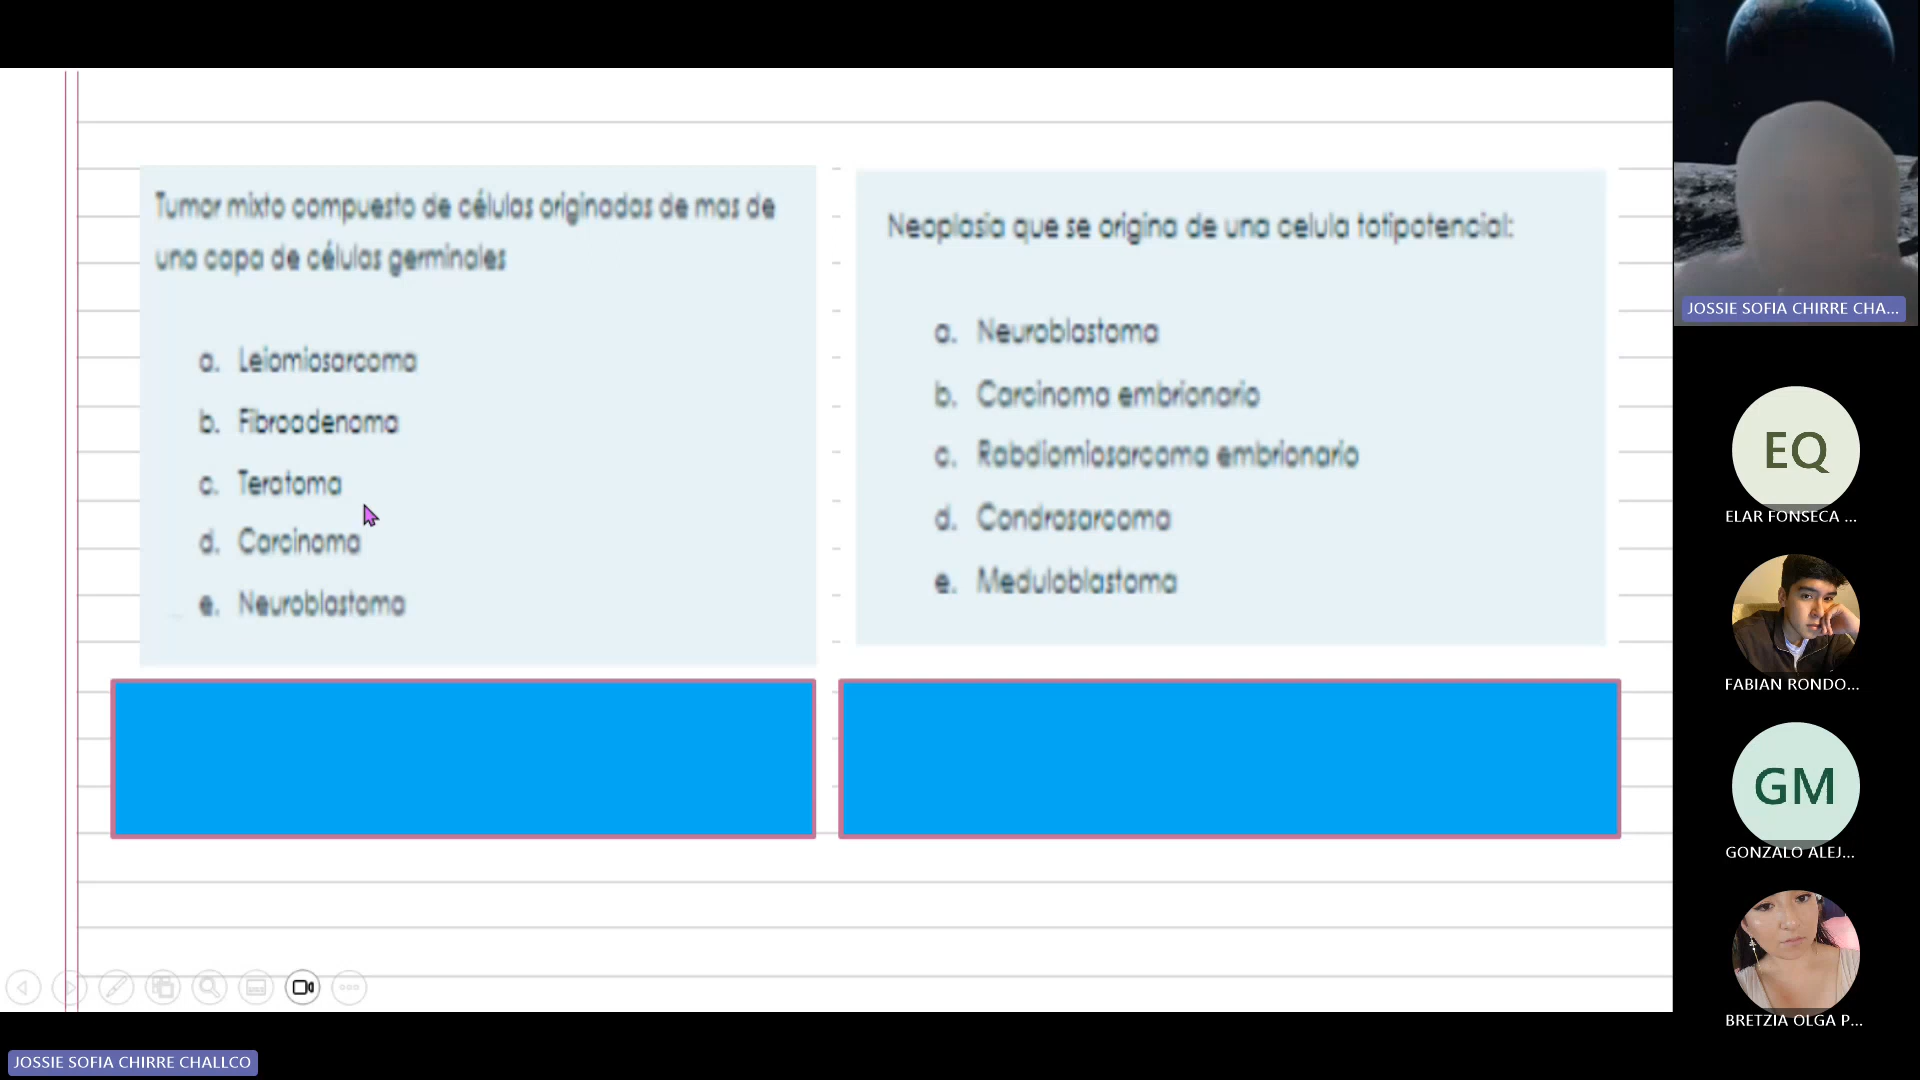 Tumor mixto compuesto de células originadas de mas de
una capa de células germinales
a. Leiomiosarcoma
b. Fibroadenoma
c. Teratoma
d. Carcinoma
e. Neuroblastoma
Neoplasia que se origina de una celula totipotencial:
a. Neuroblastoma
b. Carcinoma embrionario
c. Rabdiomiosarcoma embrionario
d. Condrosarcoma
e. Meduloblastoma
JOSSIE SOFIA CHIRRE CHA...
EQ
ELAR FONSECA ...
FABIAN RONDO...
GM
GONZALO ALEJ...
BRETZIA OLGA P...
JOSSIE SOFIA CHIRRE CHALLCO